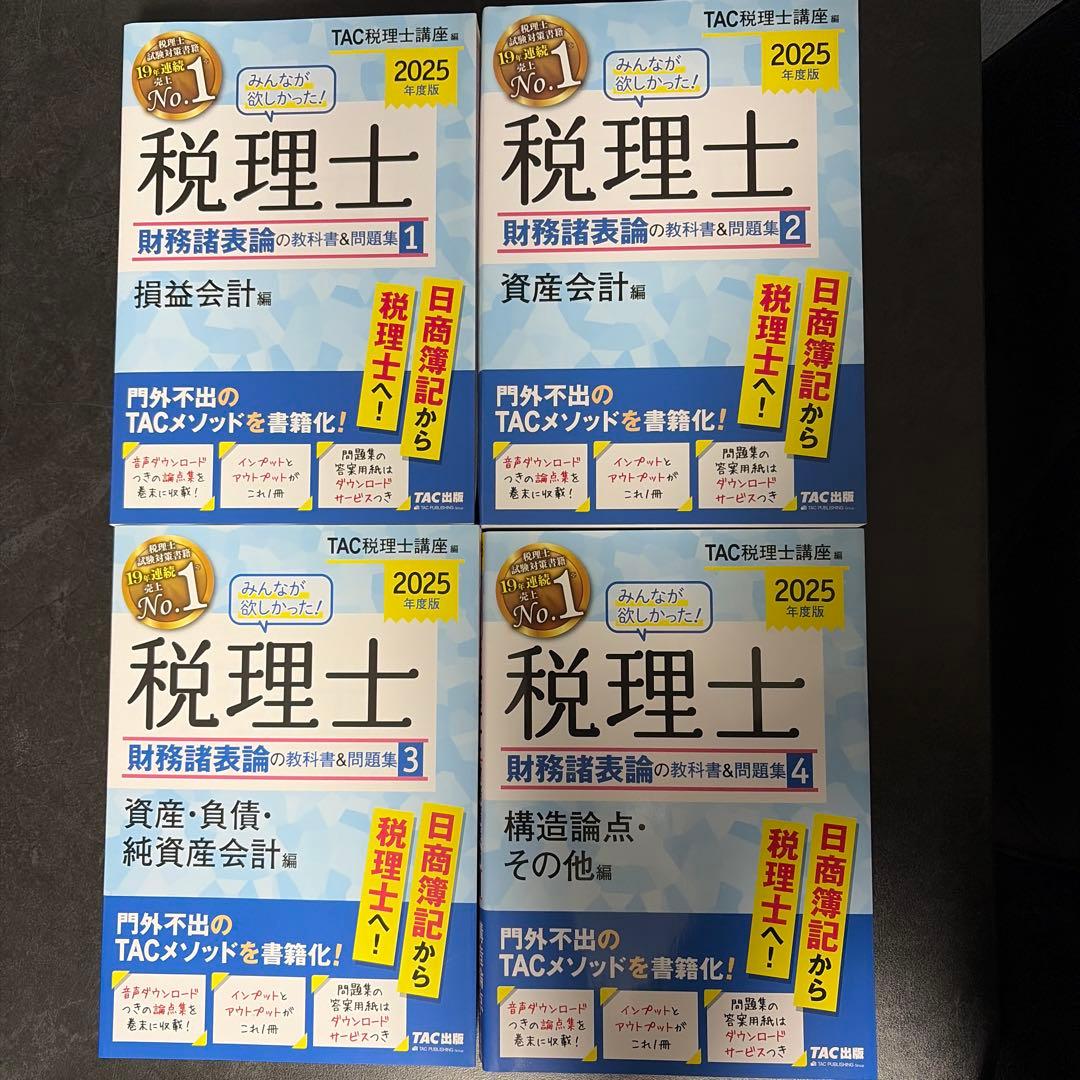 税理士
試験対策書籍
19年連続
売上
No.1
TAC税理士講座 編
2025
年度版
みんなが
欲しかった!
税理士
財務諸表論の教科書&問題集1
損益会計編
日商簿記から
税理士へ!
門外不出の
TACメソッドを書籍化!
音声ダウンロード
つきの論点集を
巻末に収載!
インプットと
アウトプットが
これ1冊
問題集の
答案用紙は
ダウンロード
サービスつき
TAC出版
TAC PUBLISHING Group
税理士
試験対策書籍
19年連続
売上
No.1
TAC税理士講座 編
2025
年度版
みんなが
欲しかった!
税理士
財務諸表論の教科書&問題集2
資産会計編
日商簿記から
税理士へ!
門外不出の
TACメソッドを書籍化!
音声ダウンロード
つきの論点集を
巻末に収載!
インプットと
アウトプットが
これ1冊
問題集の
答案用紙は
ダウンロード
サービスつき
TAC出版
TAC PUBLISHING Group
税理士
試験対策書籍
19年連続
売上
No.1
TAC税理士講座 編
2025
年度版
みんなが
欲しかった!
税理士
財務諸表論の教科書&問題集3
資産・負債・
純資産会計編
日商簿記から
税理士へ!
門外不出の
TACメソッドを書籍化!
音声ダウンロード
つきの論点集を
巻末に収載!
インプットと
アウトプットが
これ1冊
問題集の
答案用紙は
ダウンロード
サービスつき
TAC出版
TAC PUBLISHING Group
税理士
試験対策書籍
19年連続
売上
No.1
TAC税理士講座 編
2025
年度版
みんなが
欲しかった!
税理士
財務諸表論の教科書&問題集4
構造論点・
その他編
日商簿記から
税理士へ!
門外不出の
TACメソッドを書籍化!
音声ダウンロード
つきの論点集を
巻末に収載!
インプットと
アウトプットが
これ1冊
問題集の
答案用紙は
ダウンロード
サービスつき
TAC出版
TAC PUBLISHING Group